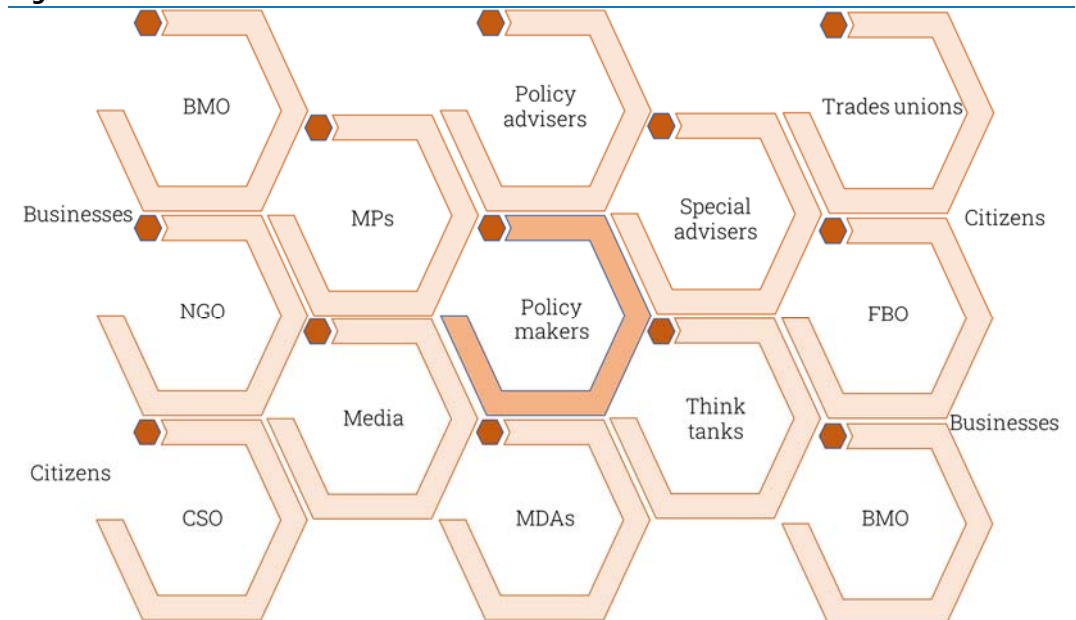 BMO
Policy
advisers
Trades unions
Businesses
MPs
Special
advisers
Citizens
NGO
Policy
makers
FBO
Media
Think
tanks
Businesses
Citizens
CSO
MDAs
BMO